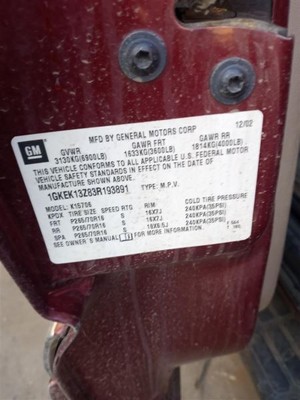 MFD BY GENERAL MOTORS CORP 12/02
GM
GVWR GAWR FRT GAWR RR
3130KG(6900LB) 1633KG(3600LB) 1814KG(4000LB)
THIS VEHICLE CONFORMS TO ALL APPLICABLE U.S. FEDERAL MOTOR
VEHICLE SAFETY STANDARDS IN EFFECT ON THE DATE OF
MANUFACTURE SHOWN ABOVE.
1GKEK13Z83R193891 TYPE: M.P.V.
MODEL: K15706
KPDX TIRE SIZE SPEED RTG RIM COLD TIRE PRESSURE
FRT P265/70R16 S 16X7J 240KPA(35PSI)
RR P265/70R16 S 16X7J 240KPA(35PSI)
SPA P265/70R16 S 240KPA(35PSI)
SEE OWNER'S MANUAL FOR MORE INFORMATION.